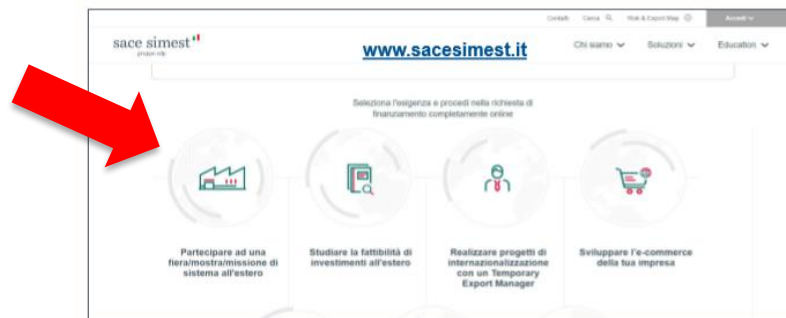 Contatti Cerca Risk & Export Map Accedi
sace simest
gruppo cdp
www.sacesimest.it
Chi siamo Soluzioni Education
Seleziona l'esigenza e procedi nella richiesta di
finanziamento completamente online
Partecipare ad una
fiera/mostra/missione di
sistema all'estero
Studiare la fattibilità di
investimenti all'estero
Realizzare progetti di
internazionalizzazione
con un Temporary
Export Manager
Sviluppare l'e-commerce
della tua impresa